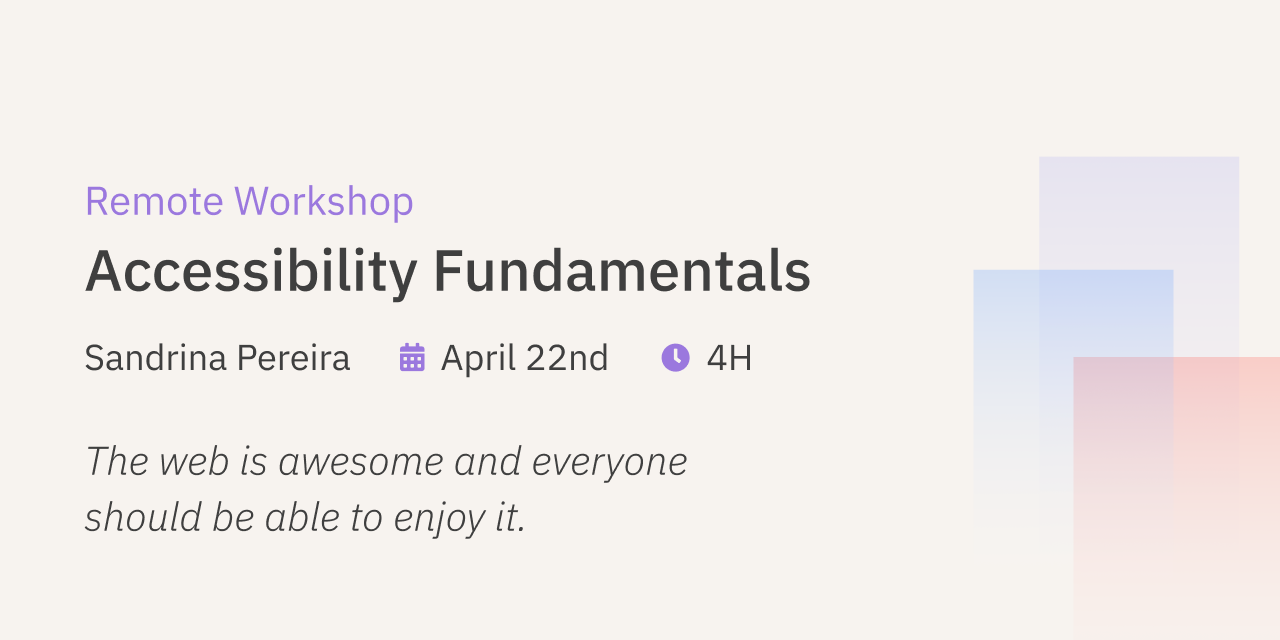 Remote Workshop
Accessibility Fundamentals
Sandrina Pereira April 22nd 4H
The web is awesome and everyone
should be able to enjoy it.